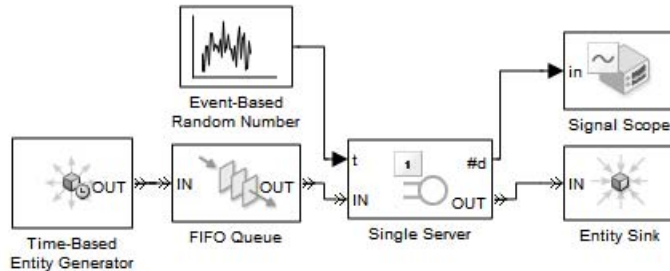 Event-Based
Random Number
in
Signal Scope
t
1
#d
IN
OUT
Single Server
OUT
Time-Based
Entity Generator
IN
OUT
FIFO Queue
IN
Entity Sink